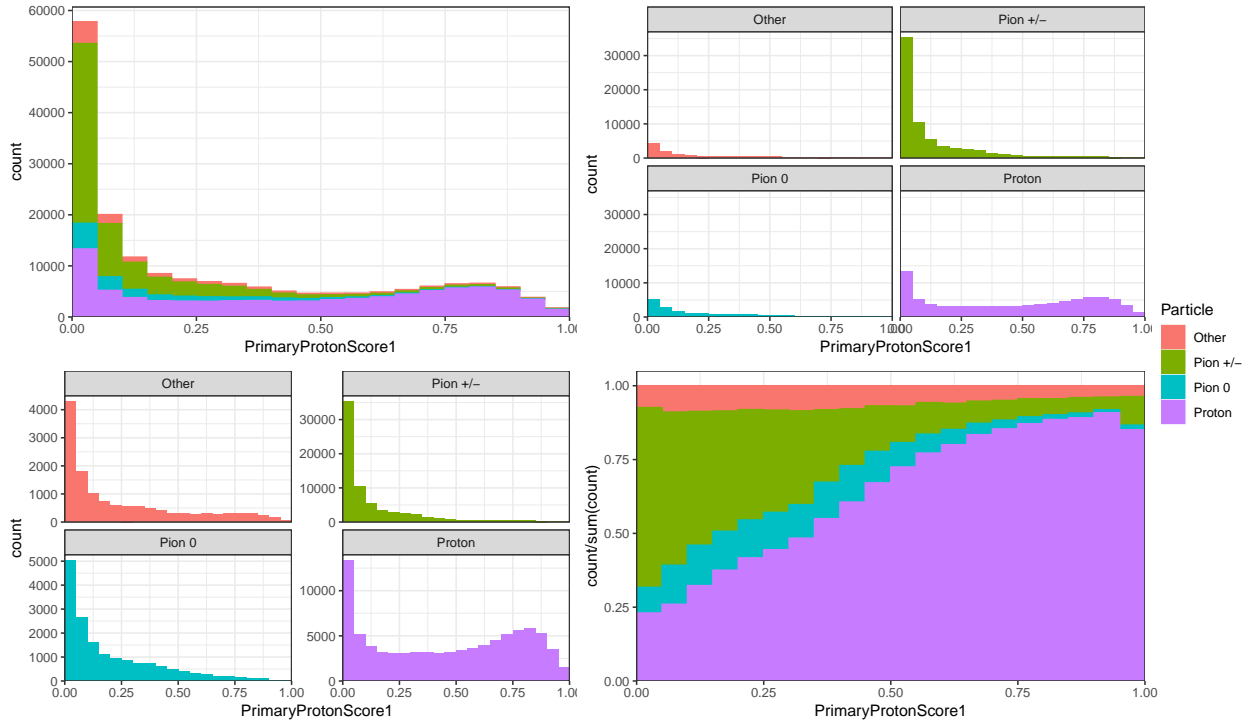 60000
50000
40000
30000
20000
10000
0
count
0.00 0.25 0.50 0.75 1.00
PrimaryProtonScore1
Other Pion +/−
30000
20000
10000
0
Pion 0 Proton
30000
20000
10000
0
count
0.00 0.25 0.50 0.75 1.00 0.00 0.25 0.50 0.75 1.00
PrimaryProtonScore1
Particle
Other
Pion +/−
Pion 0
Proton
Other Pion +/−
4000
3000
2000
1000
0
30000
20000
10000
0
Pion 0 Proton
5000
4000
3000
2000
1000
0
10000
5000
0
count
0.00 0.25 0.50 0.75 1.00 0.00 0.25 0.50 0.75 1.00
PrimaryProtonScore1
1.00
0.75
0.50
0.25
0.00
count/sum(count)
0.00 0.25 0.50 0.75 1.00
PrimaryProtonScore1